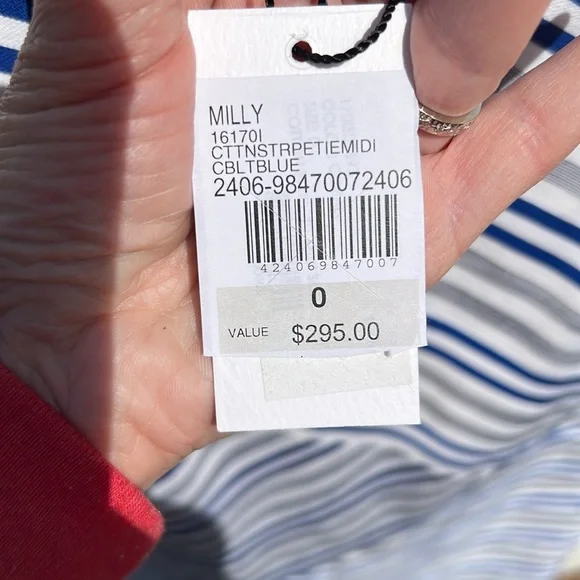 MILLY
16170I
CTTNSTRPETIEMIDI
CBLTBLUE
2406-98470072406
424069847007
0
VALUE $295.00